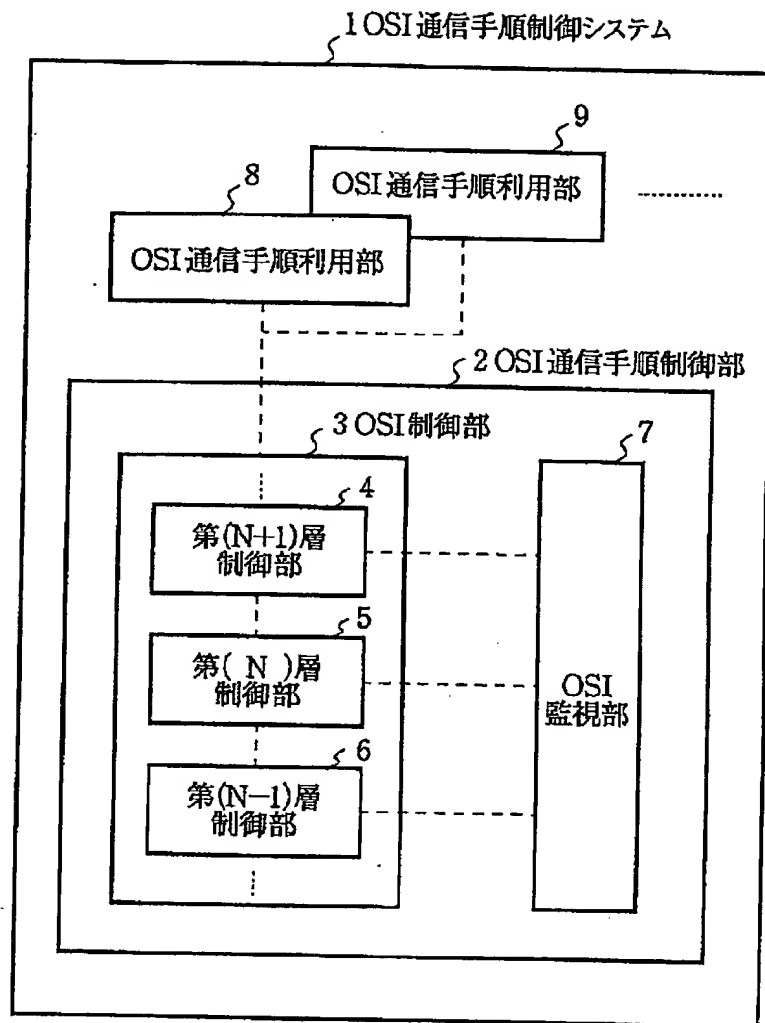 1 OSI通信手順制御システム
9
OSI通信手順利用部
8
OSI通信手順利用部
2 OSI通信手順制御部
3 OSI制御部
7
4
第(N+1)層
制御部
5
第( N )層
制御部
OSI
監視部
6
第(N−1)層
制御部